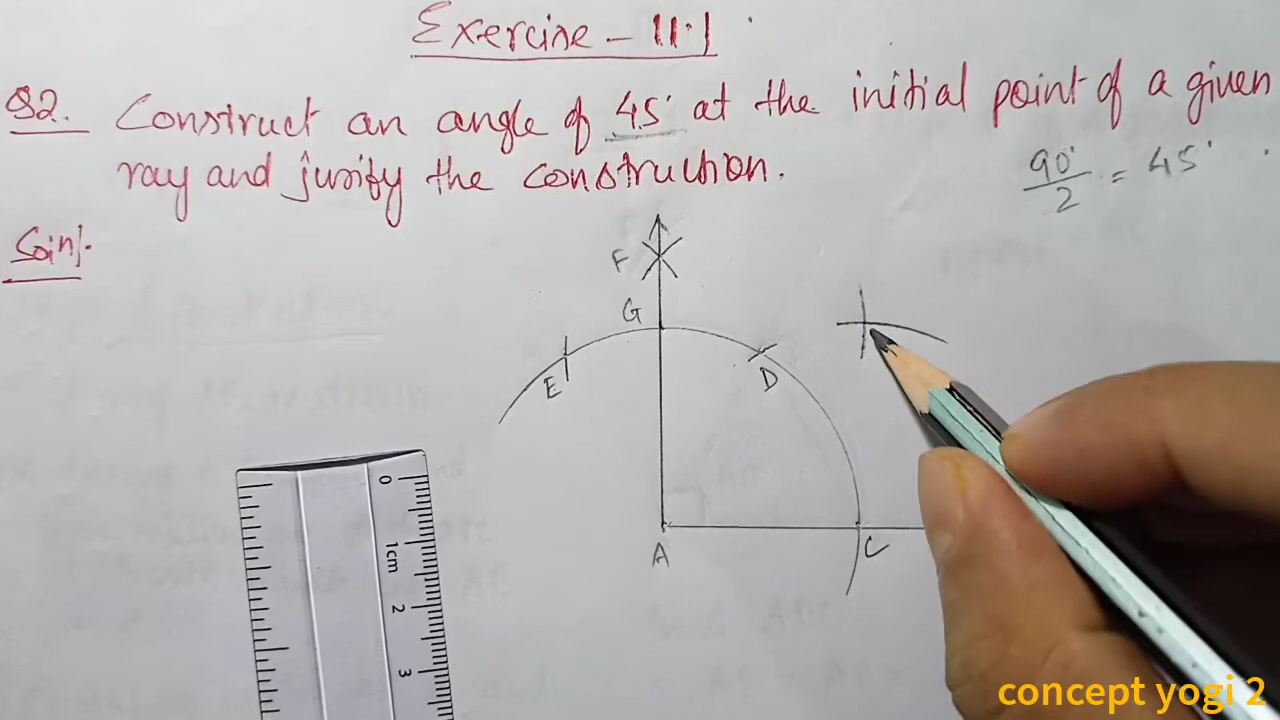 Exercise - 11.1
Q2. Construct an angle of 45° at the initial point of a given
ray and jusify the construction.
90°/2 = 45°
Soln:-
F
G
E
D
A
C
0
1cm
2
3
concept yogi 2